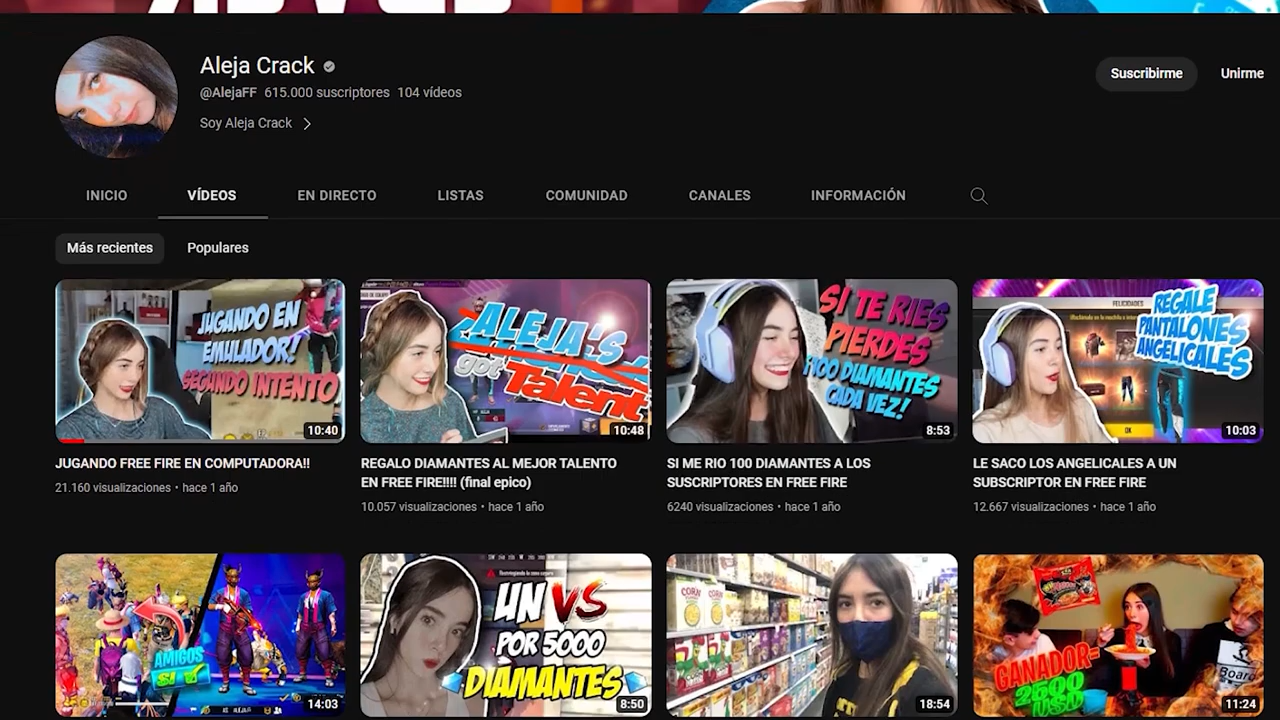 Aleja Crack
@AlejaFF 615.000 suscriptores 104 vídeos
Soy Aleja Crack
Suscribirme
Unirme
INICIO
VÍDEOS
EN DIRECTO
LISTAS
COMUNIDAD
CANALES
INFORMACIÓN
Más recientes
Populares
JUGANDO EN
EMULADOR!
SEGUNDO INTENTO
10:40
¿ALEJA'S
got
Talent
10:48
SI TE RIES
PIERDES
100 DIAMANTES
CADA VEZ!
8:53
FELICIDADES
REGALE
PANTALONES
ANGELICALES
OK
10:03
JUGANDO FREE FIRE EN COMPUTADORA!!
21.160 visualizaciones • hace 1 año
REGALO DIAMANTES AL MEJOR TALENTO
EN FREE FIRE!!!! (final epico)
10.057 visualizaciones • hace 1 año
SI ME RIO 100 DIAMANTES A LOS
SUSCRIPTORES EN FREE FIRE
6240 visualizaciones • hace 1 año
LE SACO LOS ANGELICALES A UN
SUBSCRIPTOR EN FREE FIRE
12.667 visualizaciones • hace 1 año
AMIGOS
SI
14:03
UN VS
POR 5000
DIAMANTES
8:50
CORN
18:54
GANADOR=
2500
USD
Board
11:24